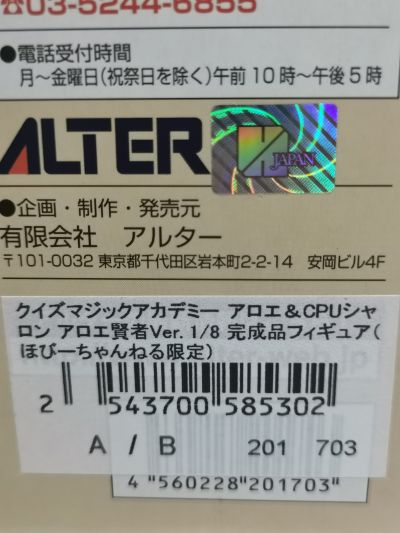 ☎03-5244-6855
●電話受付時間
月～金曜日(祝祭日を除く)午前10時～午後5時
ALTER
JAPAN
●企画・制作・発売元
有限会社 アルター
〒101-0032 東京都千代田区岩本町2-2-14 安岡ビル4F
クイズマジックアカデミー アロエ＆CPUシャ
ロン アロエ賢者Ver. 1/8 完成品フィギュア(
ほびーちゃんねる限定)
2 543700 585302
A / B 201 703
4 560228 201703